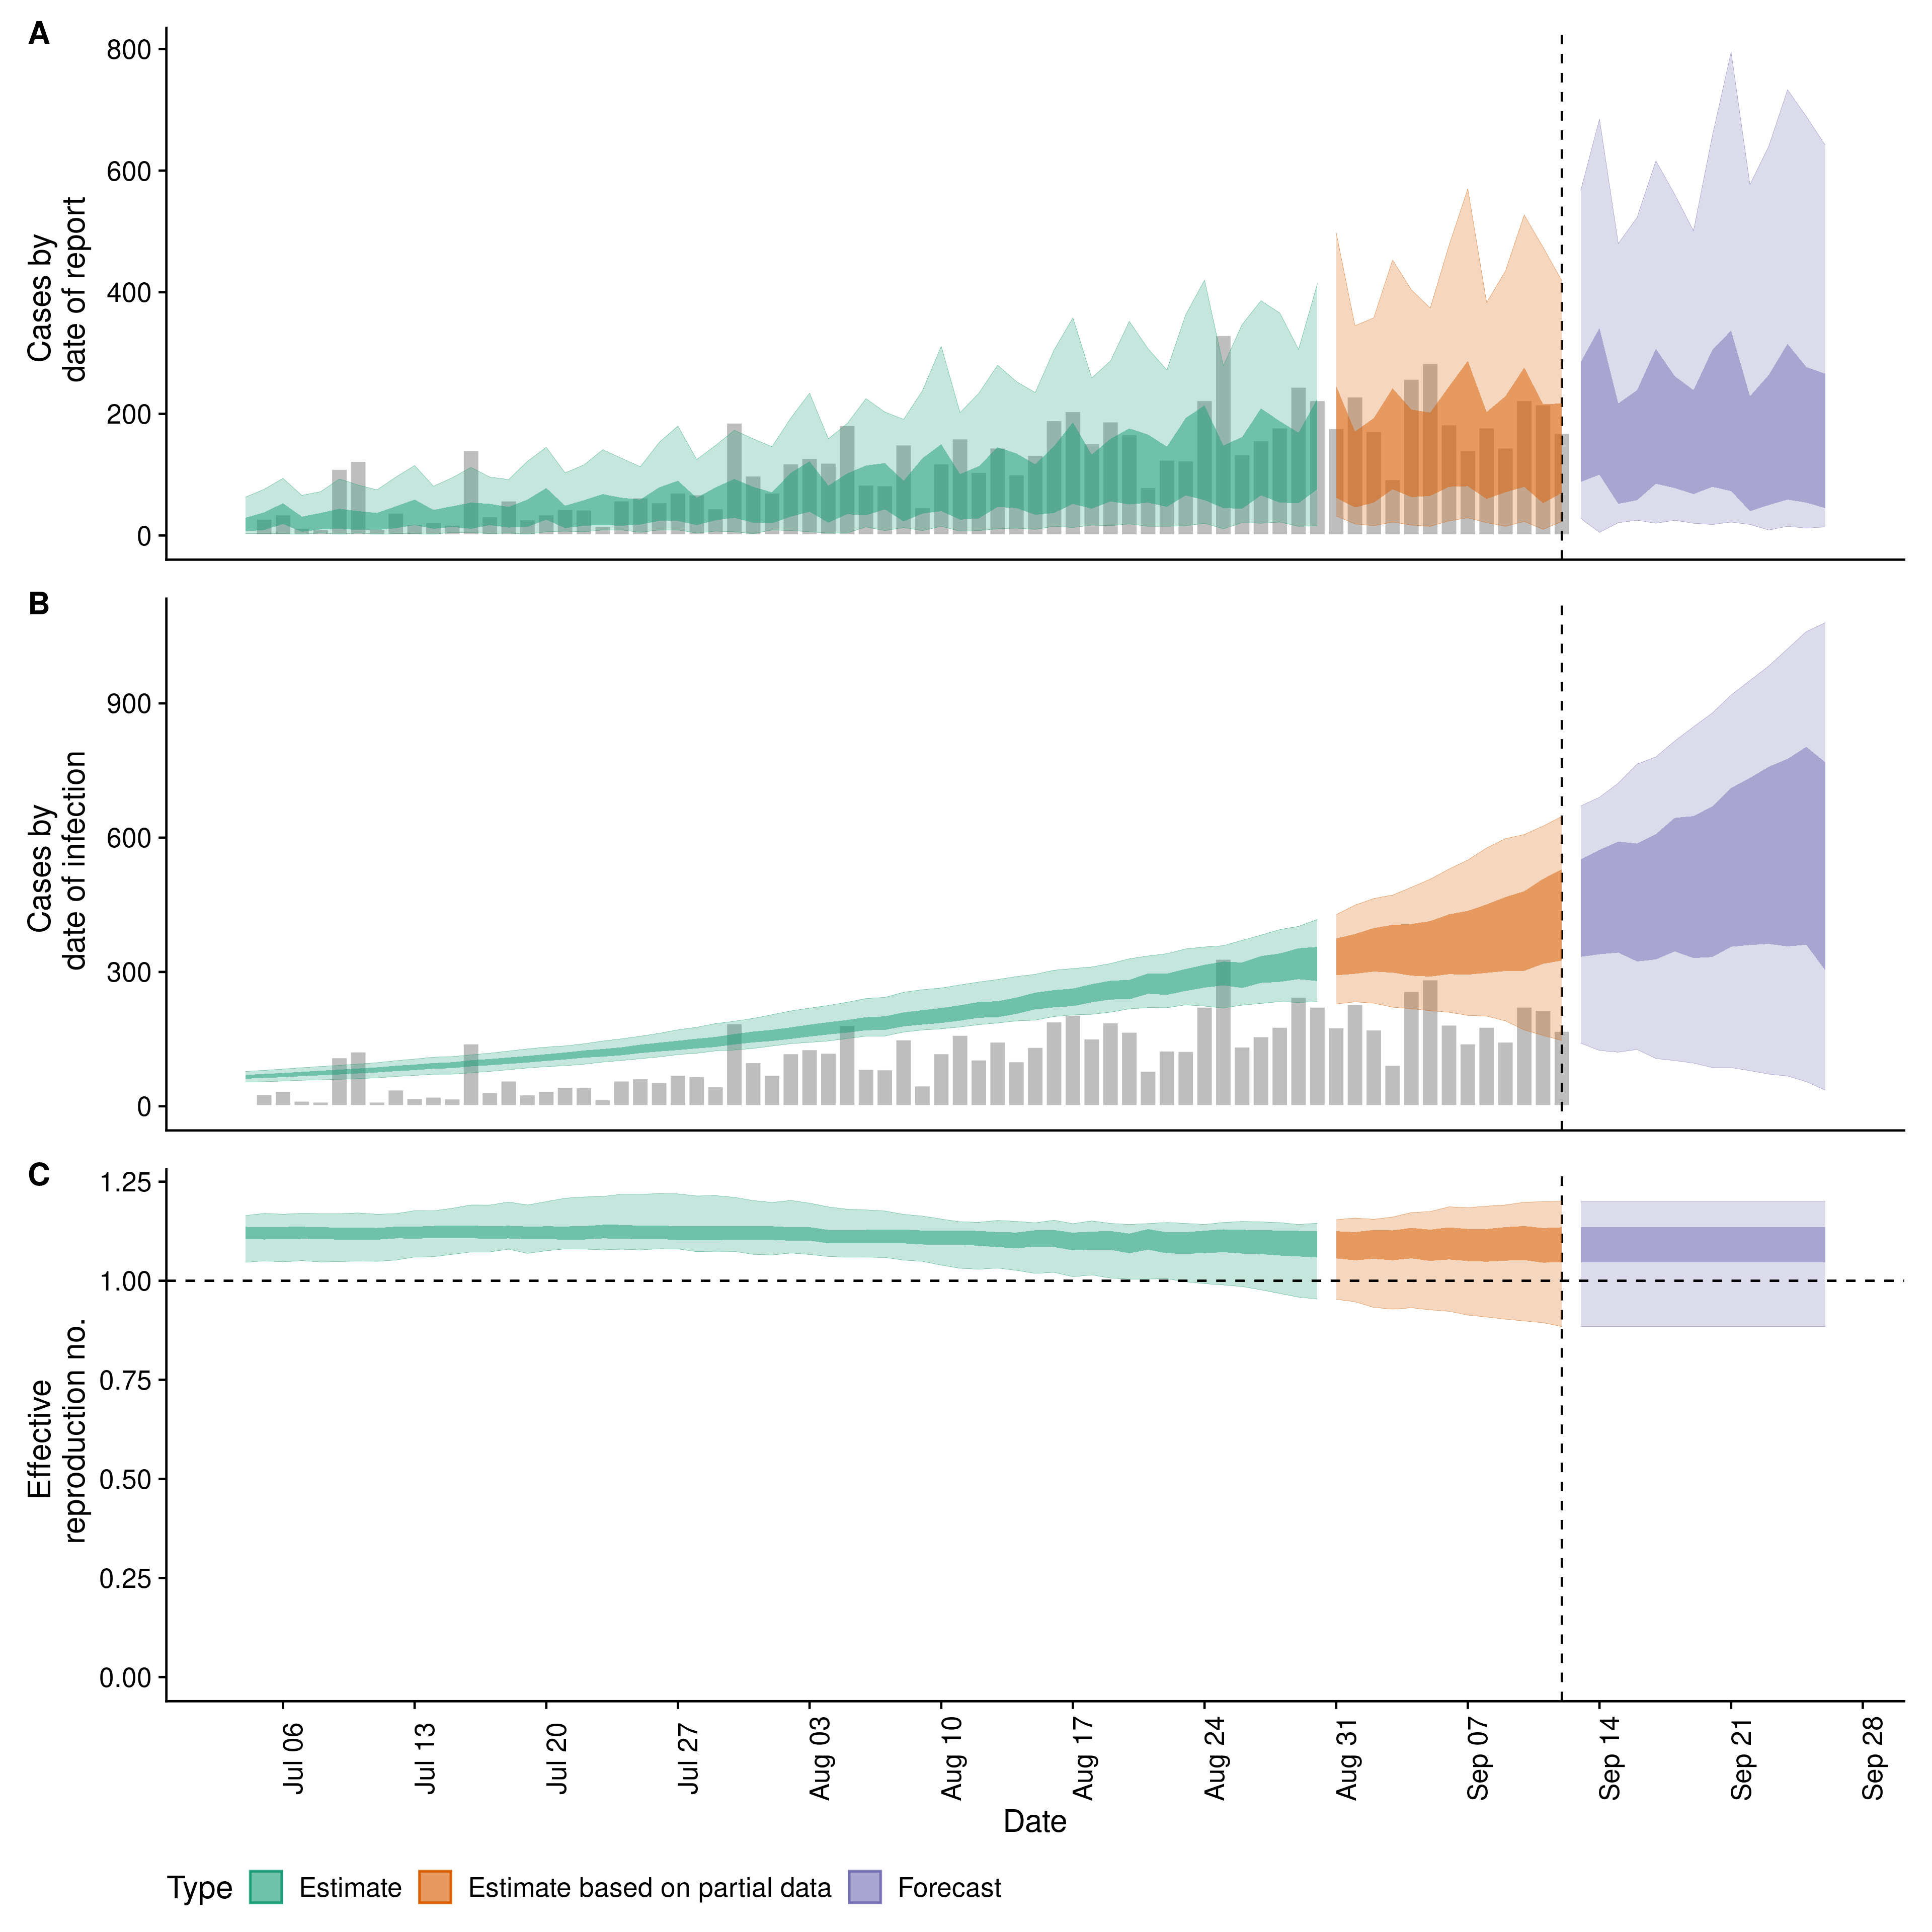 A
800
600
400
200
0
Cases by
date of report
B
900
600
300
0
Cases by
date of infection
C
1.25
1.00
0.75
0.50
0.25
0.00
Effective
reproduction no.
Jul 06
Jul 13
Jul 20
Jul 27
Aug 03
Aug 10
Aug 17
Aug 24
Aug 31
Sep 07
Sep 14
Sep 21
Sep 28
Date
Type Estimate Estimate based on partial data Forecast